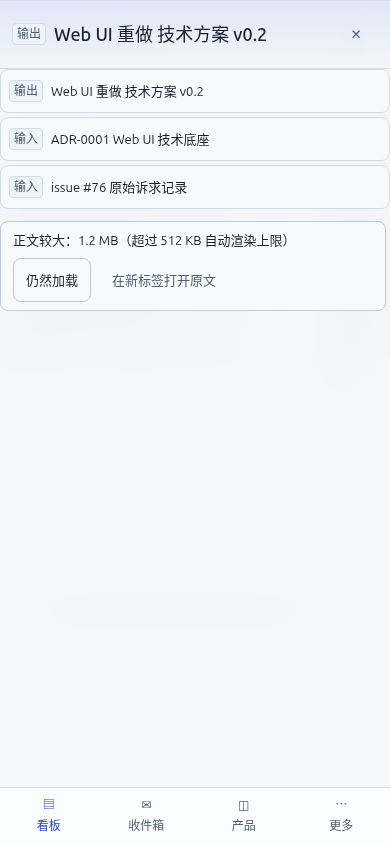 输出 Web UI 重做 技术方案 v0.2 ×
输出 Web UI 重做 技术方案 v0.2
输入 ADR-0001 Web UI 技术底座
输入 issue #76 原始诉求记录
正文较大：1.2 MB（超过 512 KB 自动渲染上限）
仍然加载 在新标签打开原文
看板 收件箱 产品 更多